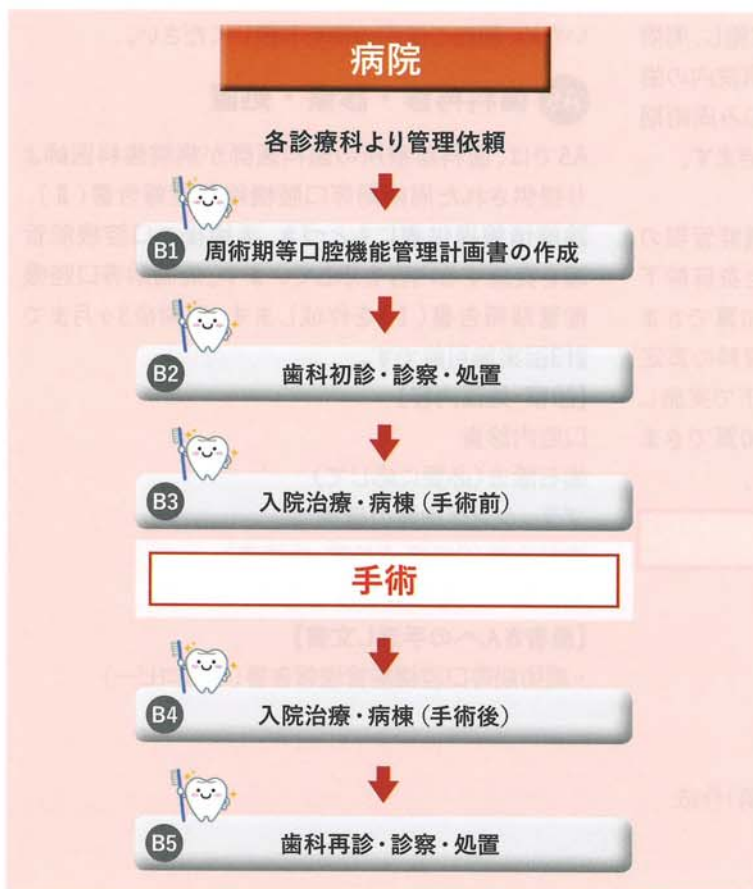 病院
各診療科より管理依頼
B1 周術期等口腔機能管理計画書の作成
B2 歯科初診・診察・処置
B3 入院治療・病棟（手術前）
手術
B4 入院治療・病棟（手術後）
B5 歯科再診・診察・処置